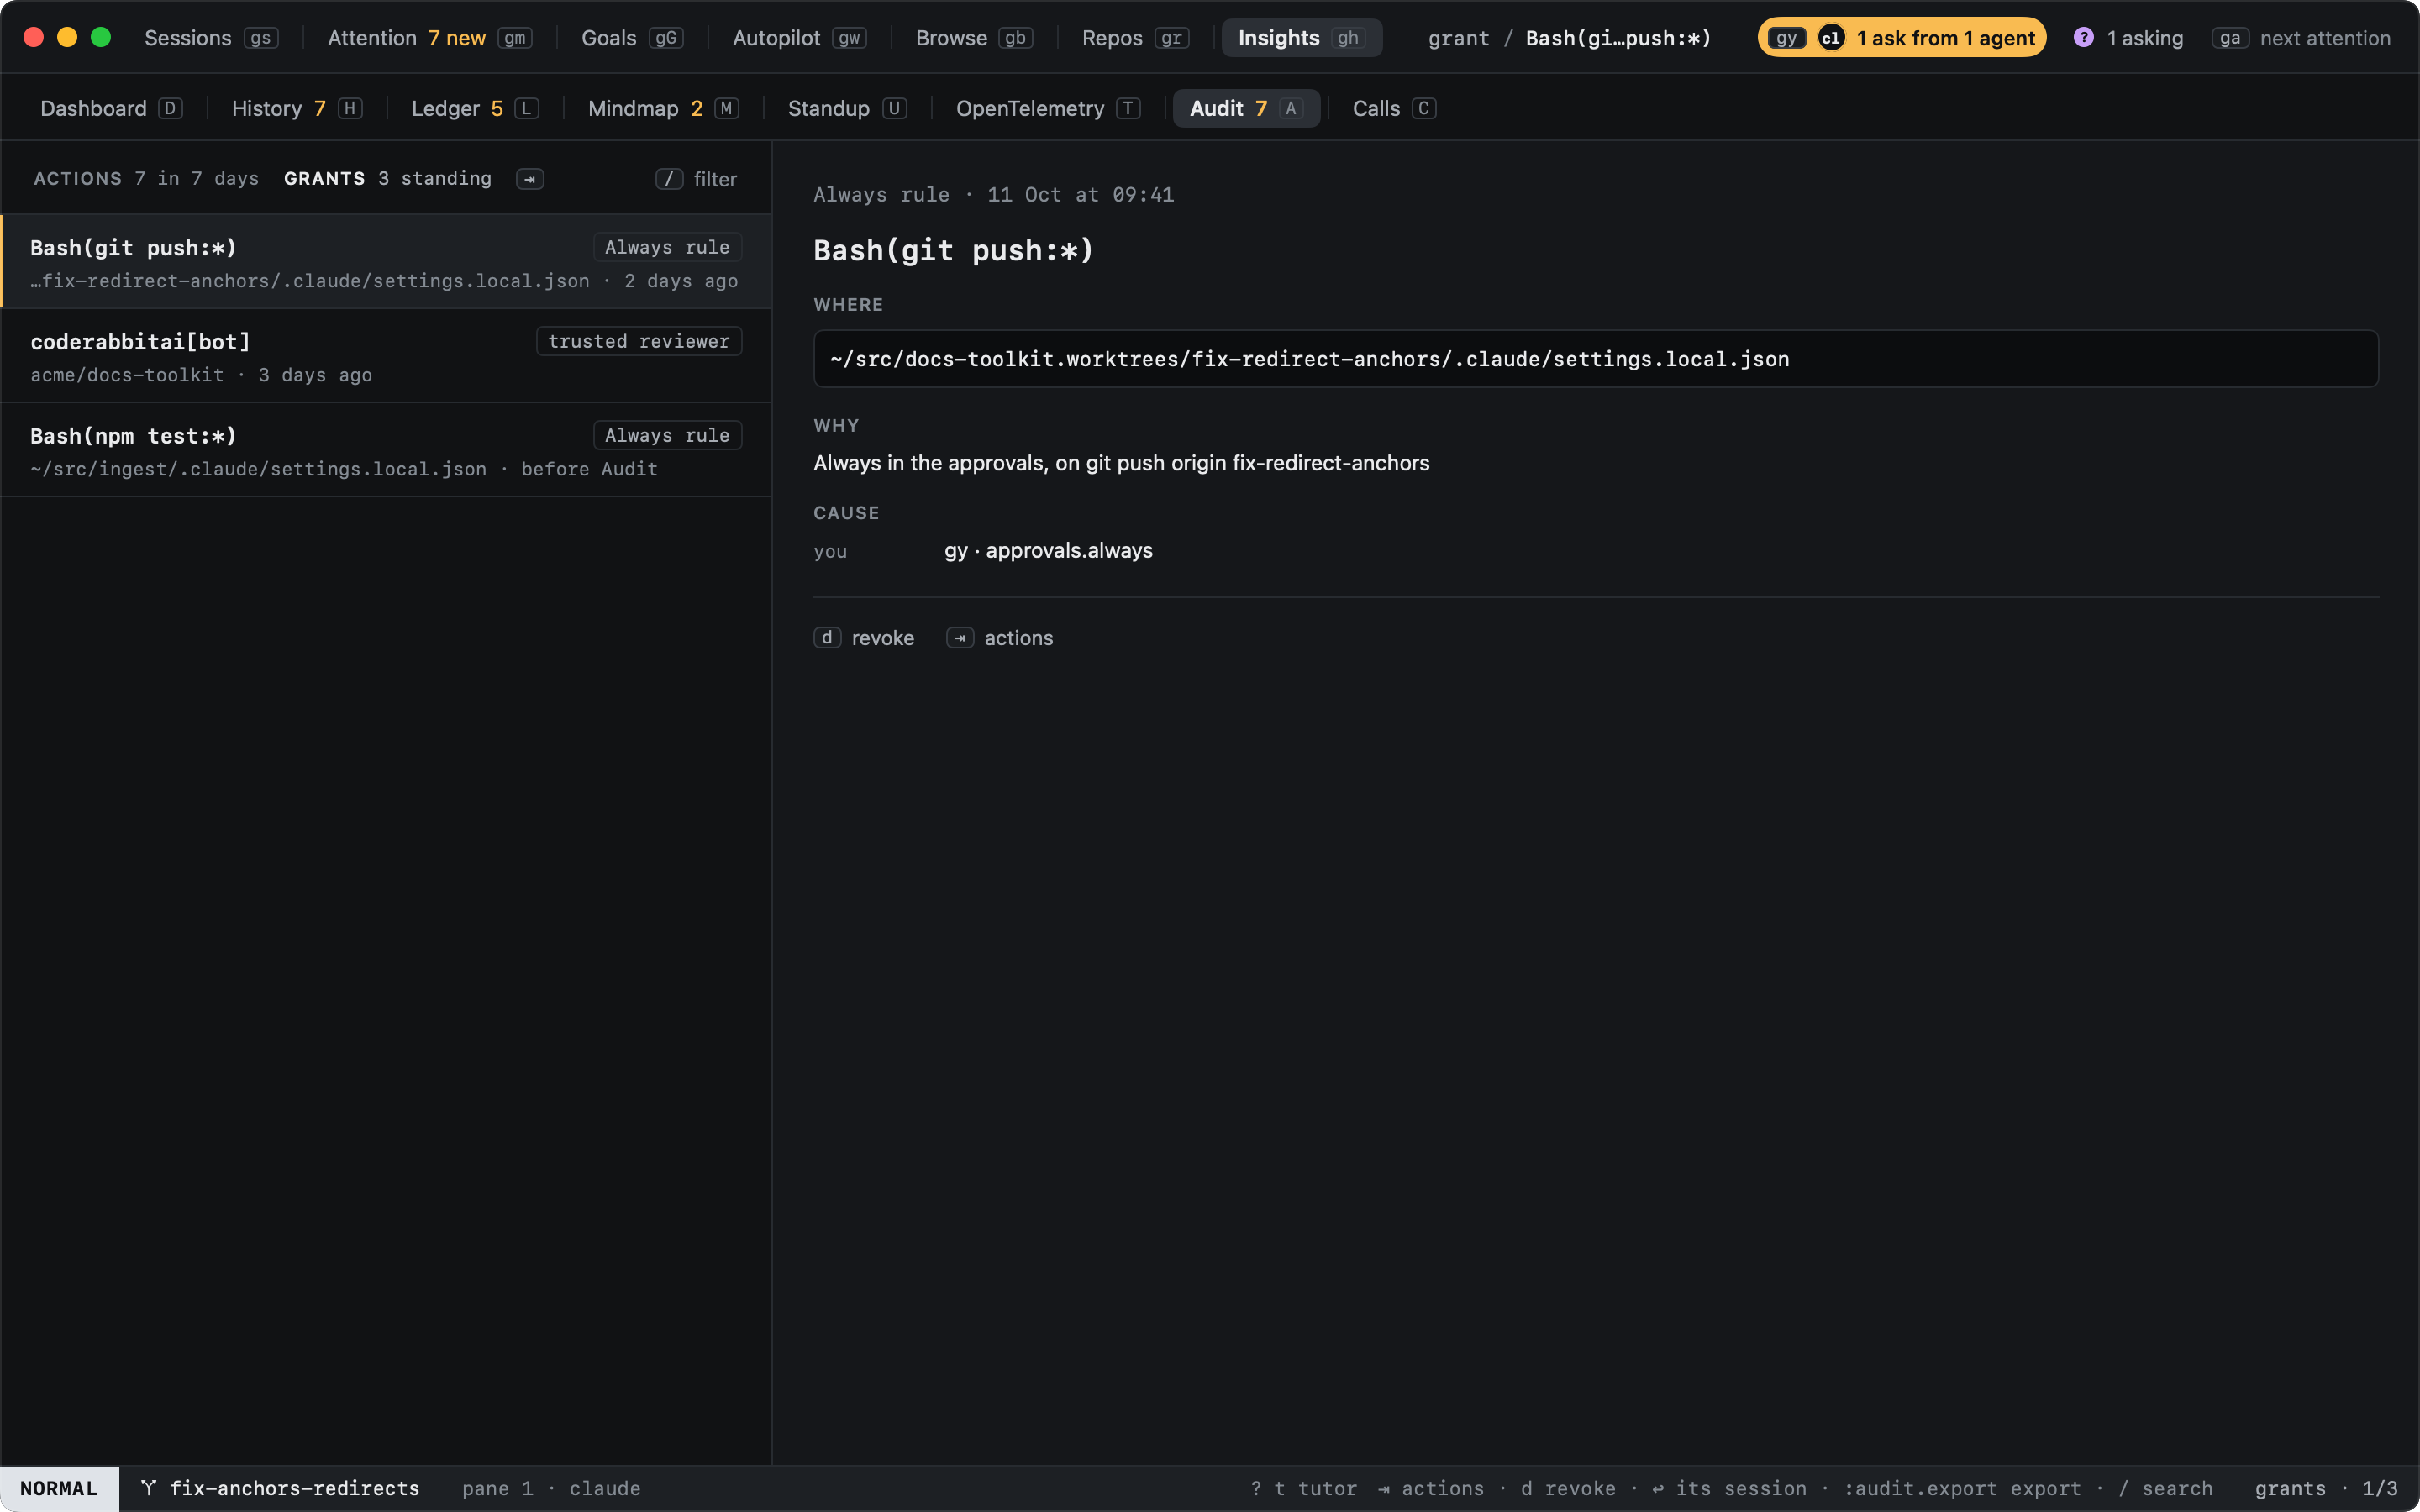 Sessions gs Attention 7 new gm Goals gG Autopilot gw Browse gb Repos gr Insights gh grant / Bash(gi…push:*) gy cl 1 ask from 1 agent ? 1 asking ga next attention
Dashboard D History 7 H Ledger 5 L Mindmap 2 M Standup U OpenTelemetry T Audit 7 A Calls C
ACTIONS 7 in 7 days GRANTS 3 standing ⇥ / filter
Bash(git push:*) Always rule
…fix-redirect-anchors/.claude/settings.local.json · 2 days ago
coderabbitai[bot] trusted reviewer
acme/docs-toolkit · 3 days ago
Bash(npm test:*) Always rule
~/src/ingest/.claude/settings.local.json · before Audit
Always rule · 11 Oct at 09:41
Bash(git push:*)
WHERE
~/src/docs-toolkit.worktrees/fix-redirect-anchors/.claude/settings.local.json
WHY
Always in the approvals, on git push origin fix-redirect-anchors
CAUSE
you gy · approvals.always
d revoke ⇥ actions
NORMAL fix-anchors-redirects pane 1 · claude ? t tutor ⇥ actions · d revoke · ↩ its session · :audit.export export · / search grants · 1/3